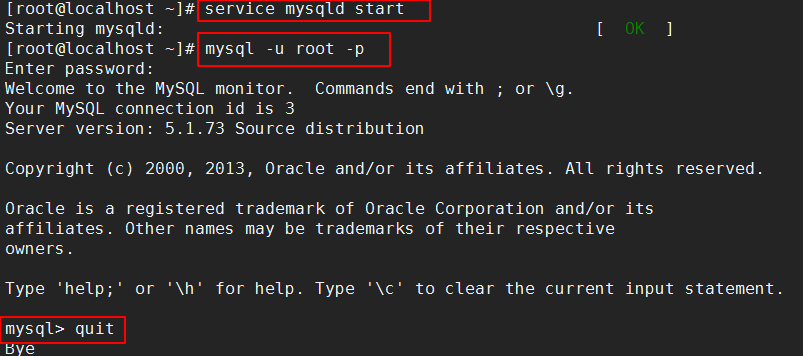 [root@localhost ~]# service mysqld start
Starting mysqld: [ OK ]
[root@localhost ~]# mysql -u root -p
Enter password:
Welcome to the MySQL monitor.  Commands end with ; or \g.
Your MySQL connection id is 3
Server version: 5.1.73 Source distribution
Copyright (c) 2000, 2013, Oracle and/or its affiliates. All rights reserved.
Oracle is a registered trademark of Oracle Corporation and/or its
affiliates. Other names may be trademarks of their respective
owners.
Type 'help;' or '\h' for help. Type '\c' to clear the current input statement.
mysql> quit
Bye